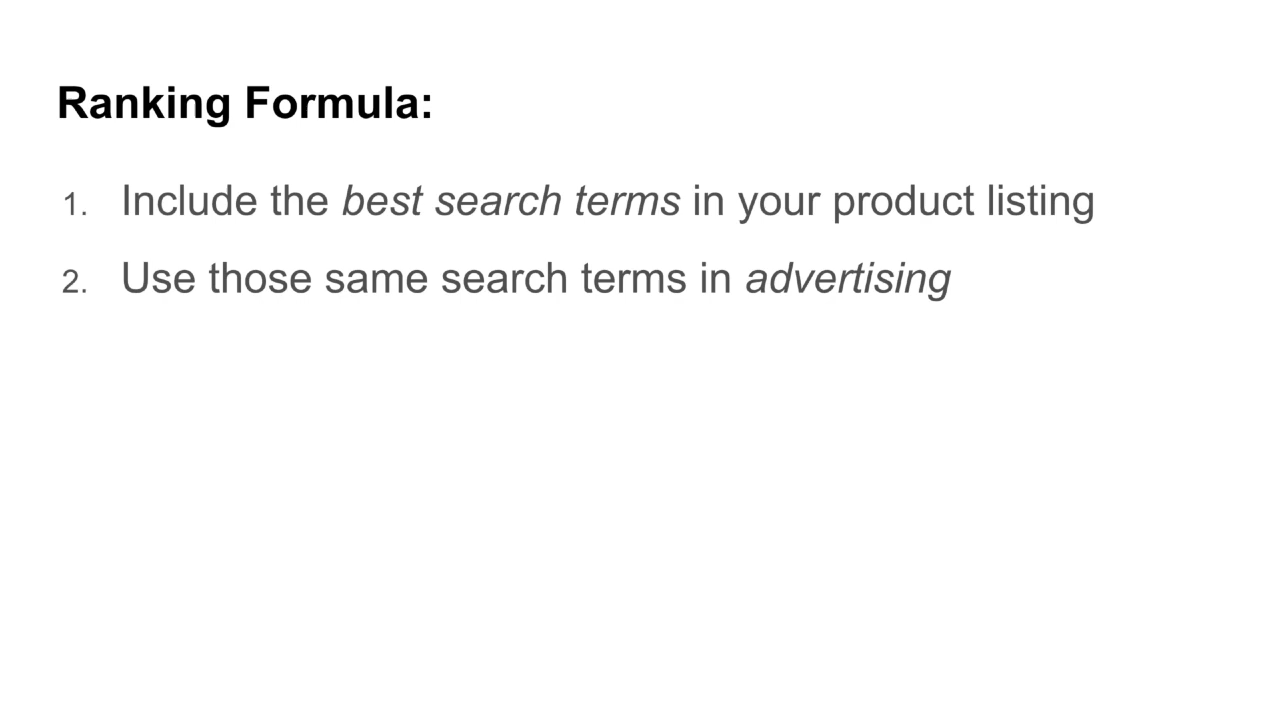 Ranking Formula:
1. Include the best search terms in your product listing
2. Use those same search terms in advertising